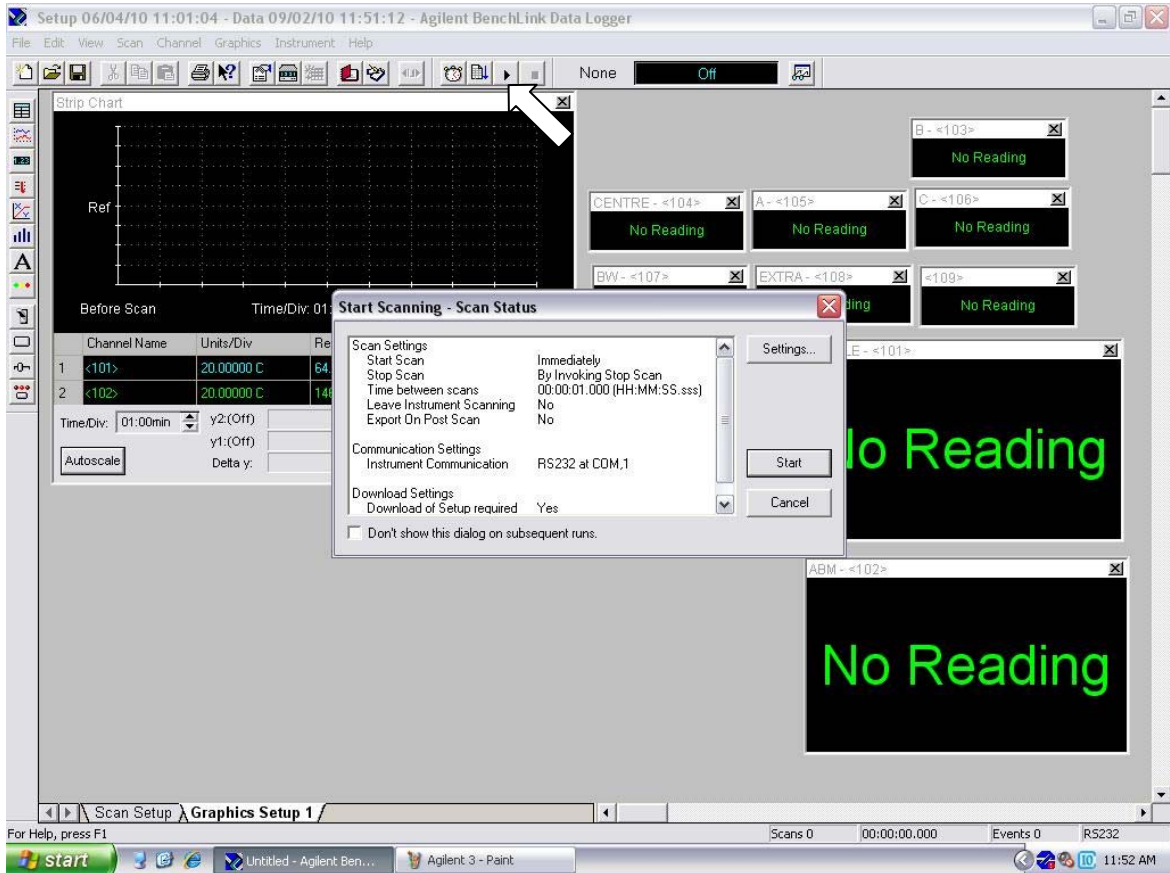 Setup 06/04/10 11:01:04 - Data 09/02/10 11:51:12 - Agilent BenchLink Data Logger
File Edit View Scan Channel Graphics Instrument Help
None Off
Strip Chart
Ref
Before Scan Time/Div: 01:
Channel Name Units/Div Re
1 <101> 20.00000 C 64.
2 <102> 20.00000 C 146
Time/Div: 01:00min y2:(Off)
y1:(Off)
Autoscale Delta y:
B - <103>
No Reading
CENTRE - <104>
No Reading
A - <105>
No Reading
C - <106>
No Reading
BW - <107>
EXTRA - <108>
ding
<109>
No Reading
LE - <101>
No Reading
ABM - <102>
No Reading
Start Scanning - Scan Status
Scan Settings
Start Scan Immediately
Stop Scan By Invoking Stop Scan
Time between scans 00:00:01.000 (HH:MM:SS.sss)
Leave Instrument Scanning No
Export On Post Scan No
Communication Settings
Instrument Communication RS232 at COM,1
Download Settings
Download of Setup required Yes
Don't show this dialog on subsequent runs.
Settings...
Start
Cancel
Scan Setup Graphics Setup 1
For Help, press F1 Scans 0 00:00:00.000 Events 0 RS232
start Untitled - Agilent Ben... Agilent 3 - Paint 11:52 AM